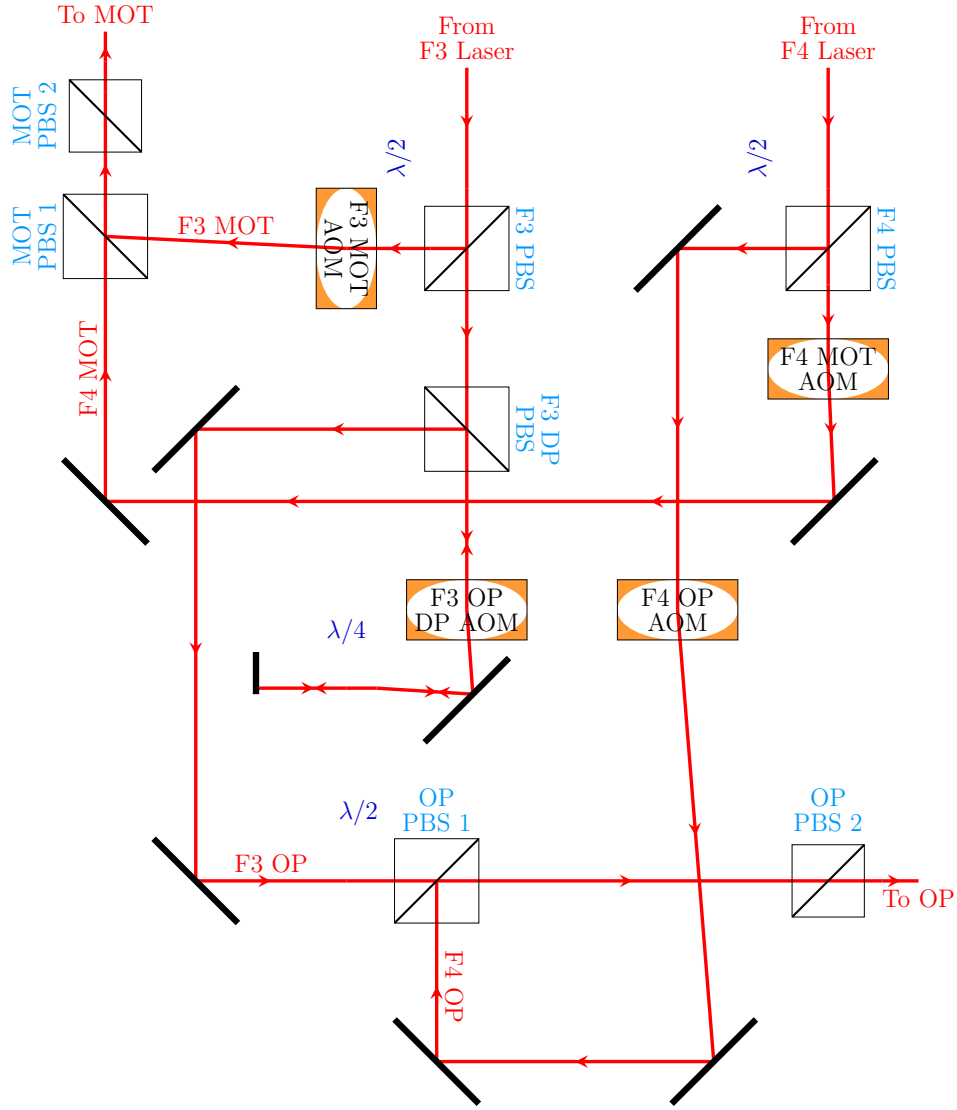 To MOT
From
F3 Laser
From
F4 Laser
MOT
PBS 2
λ/2
λ/2
MOT
PBS 1
F3 MOT
F3 MOT
AOM
F3 PBS
F4 PBS
F4 MOT
F4 MOT
AOM
F3 DP
PBS
F3 OP
DP AOM
F4 OP
AOM
λ/4
λ/2
OP
PBS 1
OP
PBS 2
F3 OP
To OP
F4 OP